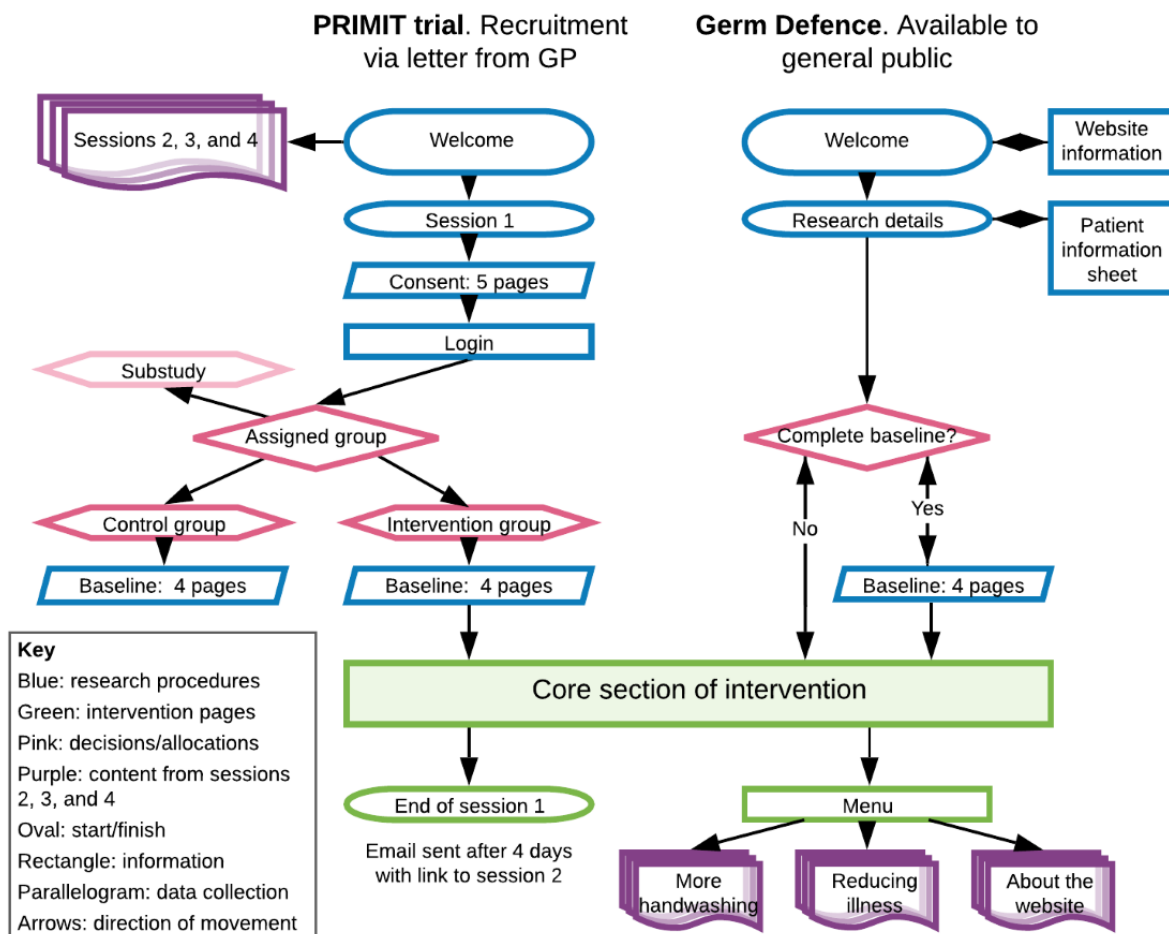 PRIMIT trial. Recruitment
via letter from GP
Germ Defence. Available to
general public
Sessions 2, 3, and 4
Welcome
Welcome
Website
information
Session 1
Research details
Patient
information
sheet
Consent: 5 pages
Login
Substudy
Assigned group
Complete baseline?
Control group
Intervention group
No
Yes
Baseline: 4 pages
Baseline: 4 pages
Baseline: 4 pages
Core section of intervention
End of session 1
Email sent after 4 days
with link to session 2
Menu
More
handwashing
Reducing
illness
About the
website
Key
Blue: research procedures
Green: intervention pages
Pink: decisions/allocations
Purple: content from sessions
2, 3, and 4
Oval: start/finish
Rectangle: information
Parallelogram: data collection
Arrows: direction of movement